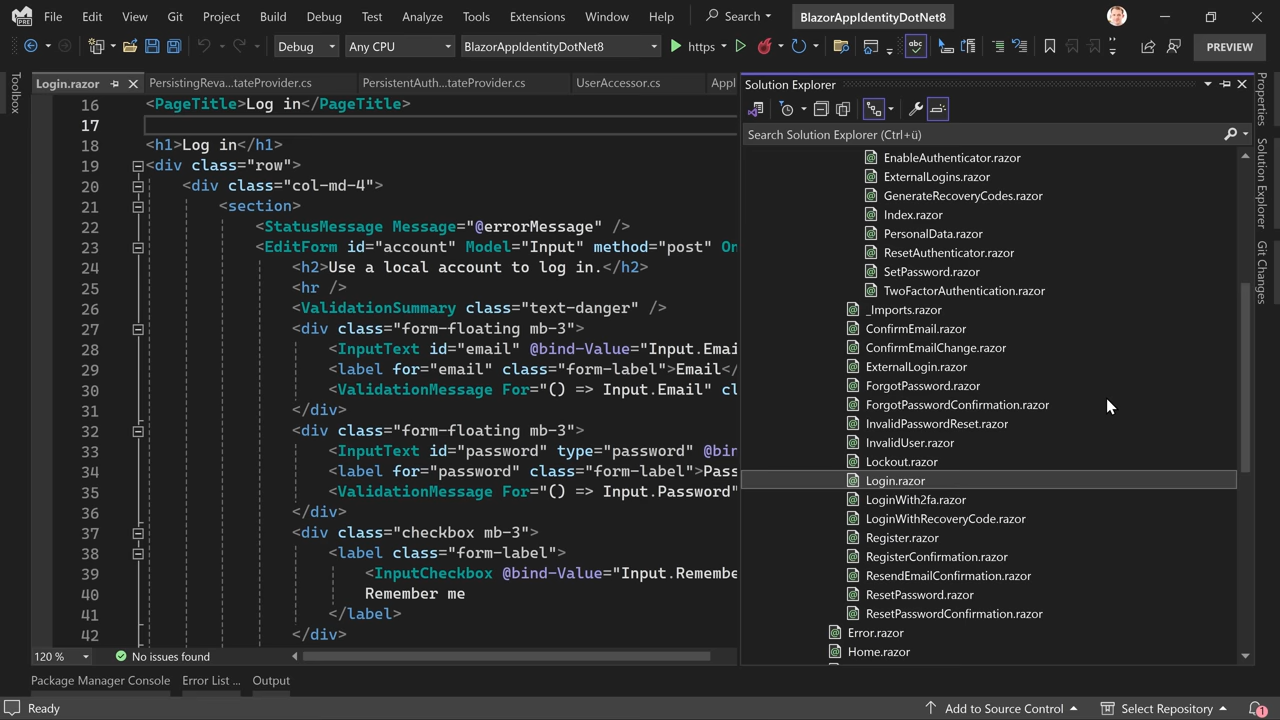 File Edit View Git Project Build Debug Test Analyze Tools Extensions Window Help Search BlazorAppIdentityDotNet8
PRE
Debug Any CPU BlazorAppIdentityDotNet8 https PREVIEW
Toolbox
Login.razor PersistingReva...tateProvider.cs PersistentAuth...tateProvider.cs UserAccessor.cs Appl
16 <PageTitle>Log in</PageTitle>
17
18 <h1>Log in</h1>
19 <div class="row">
20 <div class="col-md-4">
21 <section>
22 <StatusMessage Message="@errorMessage" />
23 <EditForm id="account" Model="Input" method="post" On
24 <h2>Use a local account to log in.</h2>
25 <hr />
26 <ValidationSummary class="text-danger" />
27 <div class="form-floating mb-3">
28 <InputText id="email" @bind-Value="Input.Emai
29 <label for="email" class="form-label">Email</
30 <ValidationMessage For="() => Input.Email" cl
31 </div>
32 <div class="form-floating mb-3">
33 <InputText id="password" type="password" @bin
34 <label for="password" class="form-label">Pass
35 <ValidationMessage For="() => Input.Password"
36 </div>
37 <div class="checkbox mb-3">
38 <label class="form-label">
39 <InputCheckbox @bind-Value="Input.Remembe
40 Remember me
41 </label>
42 </div>
120 % No issues found
Solution Explorer
Search Solution Explorer (Ctrl+ü)
EnableAuthenticator.razor
ExternalLogins.razor
GenerateRecoveryCodes.razor
Index.razor
PersonalData.razor
ResetAuthenticator.razor
SetPassword.razor
TwoFactorAuthentication.razor
_Imports.razor
ConfirmEmail.razor
ConfirmEmailChange.razor
ExternalLogin.razor
ForgotPassword.razor
ForgotPasswordConfirmation.razor
InvalidPasswordReset.razor
InvalidUser.razor
Lockout.razor
Login.razor
LoginWith2fa.razor
LoginWithRecoveryCode.razor
Register.razor
RegisterConfirmation.razor
ResendEmailConfirmation.razor
ResetPassword.razor
ResetPasswordConfirmation.razor
Error.razor
Home.razor
Properties
Solution Explorer
Git Changes
Package Manager Console Error List ... Output
Ready Add to Source Control Select Repository 1